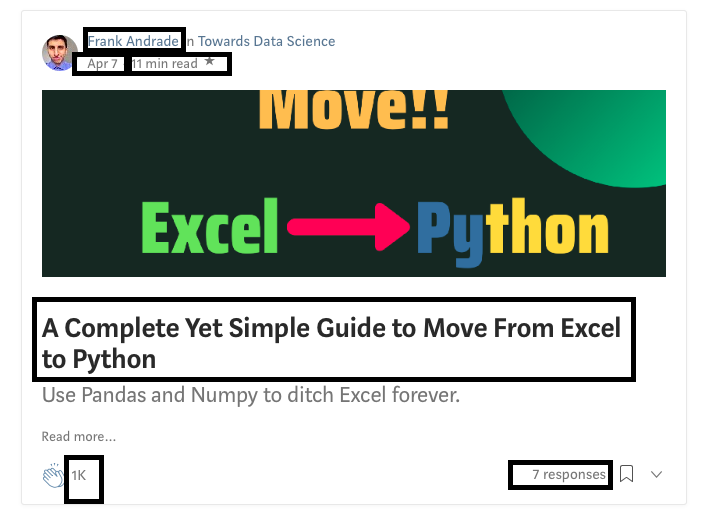 Frank Andrade in Towards Data Science
Apr 7 11 min read ★
Move!!
Excel Python
A Complete Yet Simple Guide to Move From Excel
to Python
Use Pandas and Numpy to ditch Excel forever.
Read more...
1K 7 responses